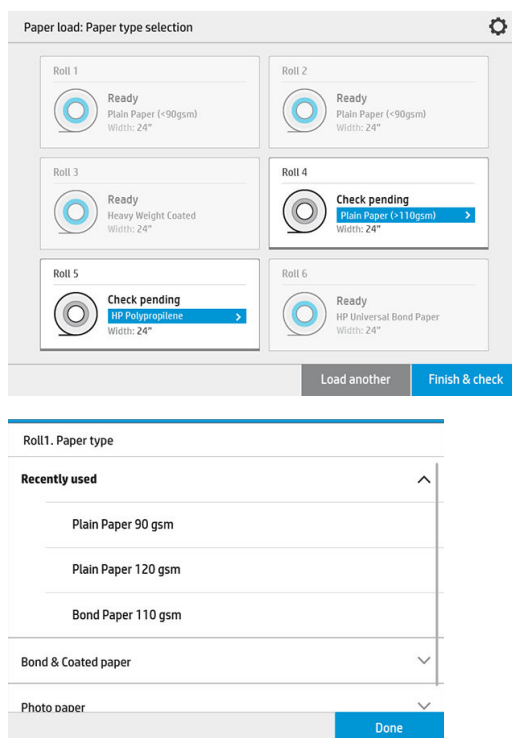 Paper load: Paper type selection
Roll 1
Ready
Plain Paper (<90gsm)
Width: 24"
Roll 2
Ready
Plain Paper (<90gsm)
Width: 24"
Roll 3
Ready
Heavy Weight Coated
Width: 24"
Roll 4
Check pending
Plain Paper (>110gsm)
Width: 24"
Roll 5
Check pending
HP Polypropilene
Width: 24"
Roll 6
Ready
HP Universal Bond Paper
Width: 24"
Load another
Finish & check
Roll1. Paper type
Recently used
Plain Paper 90 gsm
Plain Paper 120 gsm
Bond Paper 110 gsm
Bond & Coated paper
Photo paper
Done